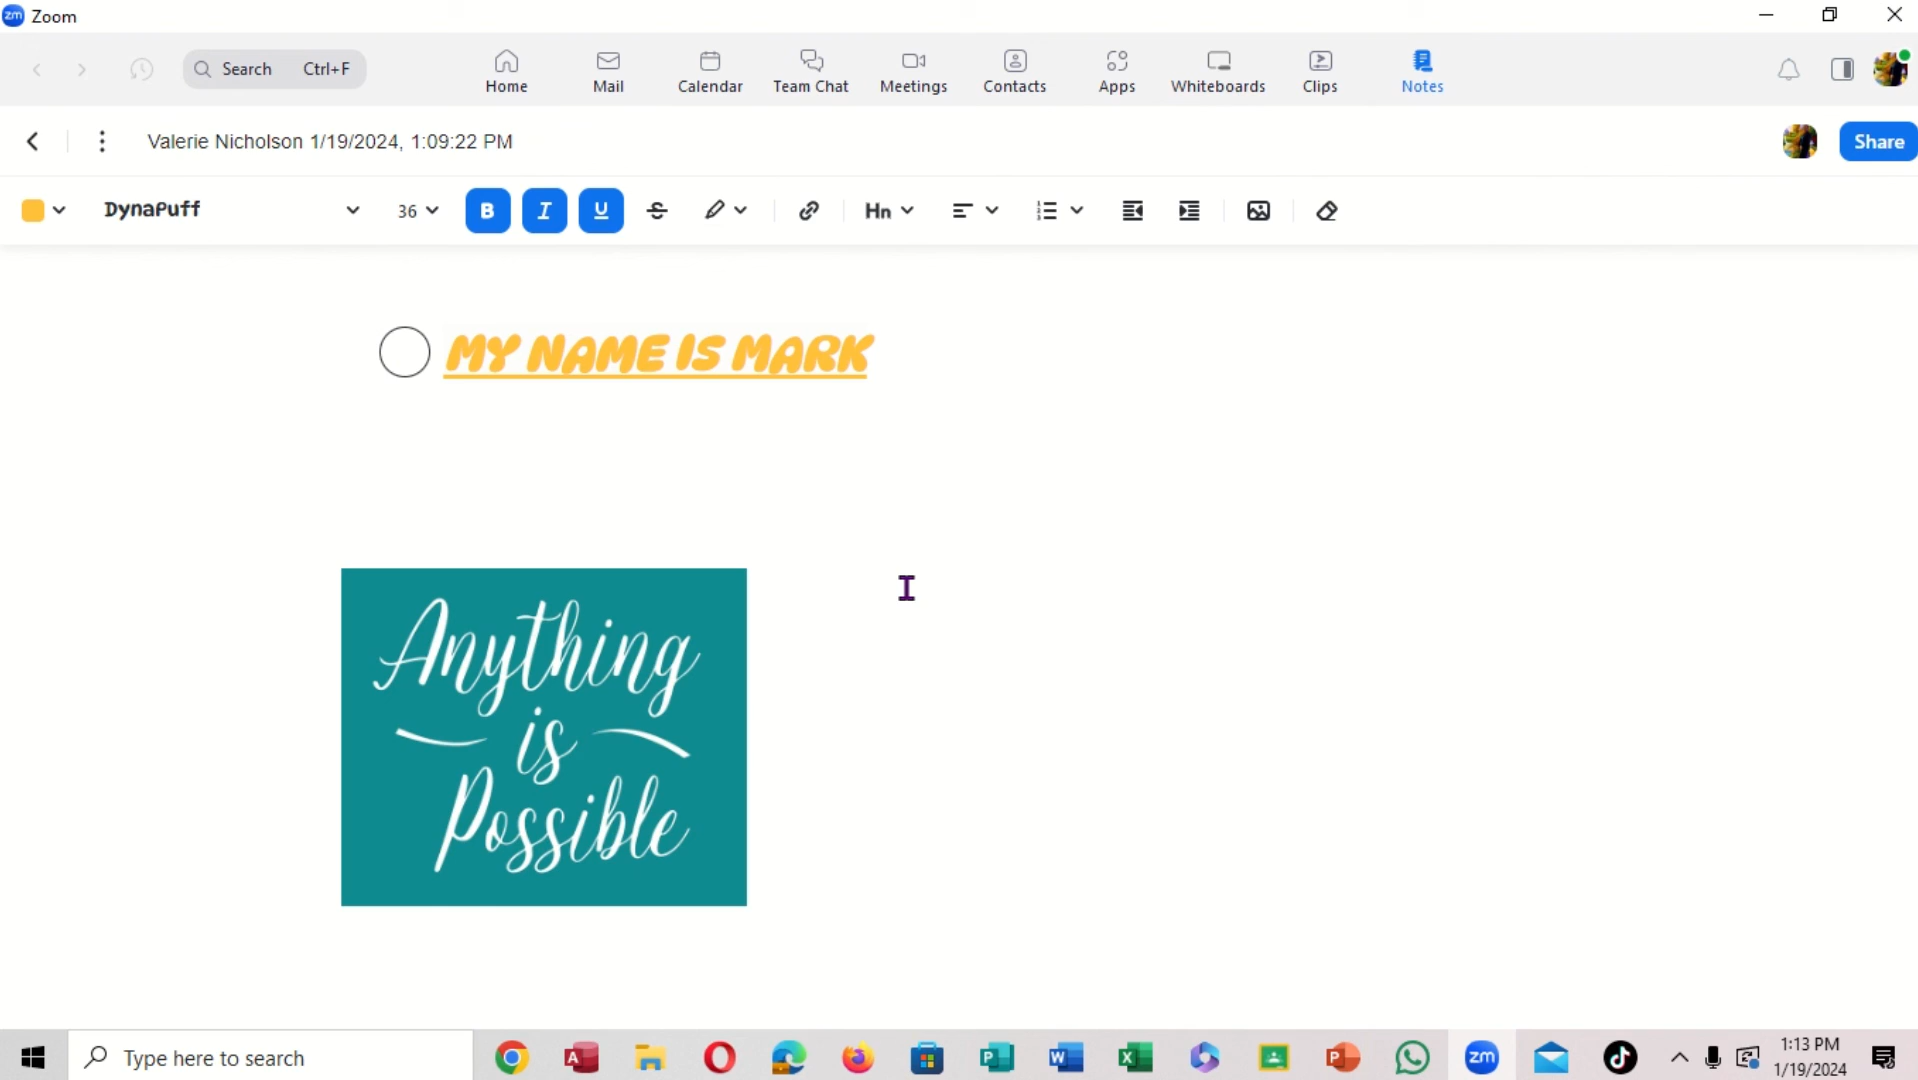 Zoom
Search Ctrl+F
Home
Mail
Calendar
Team Chat
Meetings
Contacts
Apps
Whiteboards
Clips
Notes
Valerie Nicholson 1/19/2024, 1:09:22 PM
Share
DynaPuff
36
B
I
U
S
Hn
MY NAME IS MARK
Anything
is
Possible
Type here to search
zm
1:13 PM
1/19/2024